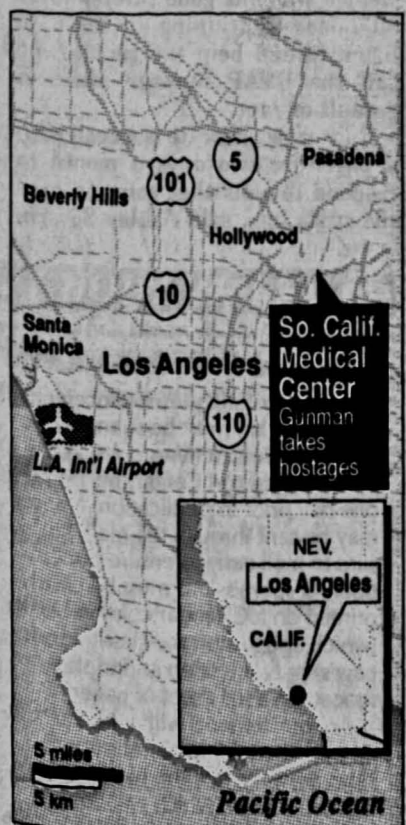 5
Pasadena
101
Beverly Hills
Hollywood
10
Santa
Monica
Los Angeles
So. Calif.
Medical
Center
Gunman
takes
hostages
110
L.A. Int'l Airport
NEV.
Los Angeles
CALIF.
5 miles
5 km
Pacific Ocean